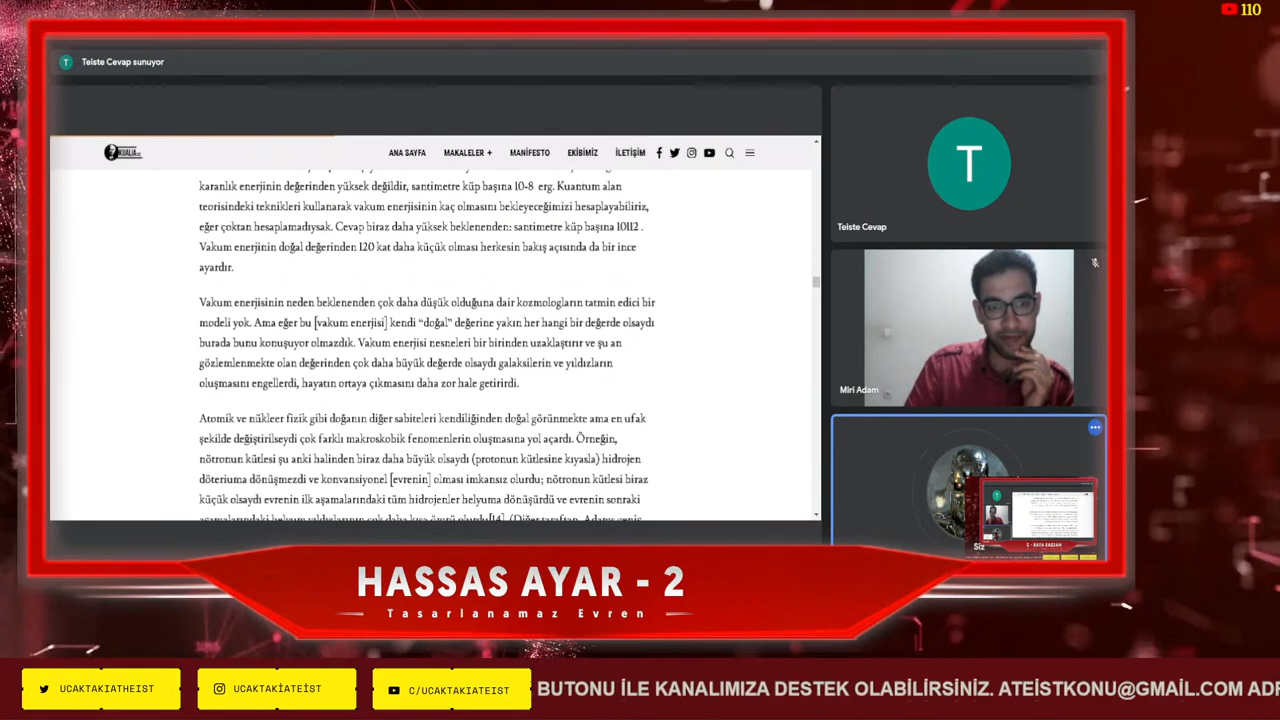 110
Teiste Cevap sunuyor
KUALIA
ANA SAYFA MAKALELER + MANİFESTO EKİBİMİZ İLETİŞİM
karanlık enerjinin değerinden yüksek değildir, santimetre küp başına 10-8 erg. Kuantum alan
teorisindeki teknikleri kullanarak vakum enerjisinin kaç olmasını bekleyeceğimizi hesaplayabiliriz,
eğer çoktan hesaplamadıysak. Cevap biraz daha yüksek beklenenden: santimetre küp başına 10112 .
Vakum enerjinin doğal değerinden 120 kat daha küçük olması herkesin bakış açısında da bir ince
ayardır.
Vakum enerjisinin neden beklenenden çok daha düşük olduğuna dair kozmologların tatmin edici bir
modeli yok. Ama eğer bu [vakum enerjisi] kendi “doğal” değerine yakın her hangi bir değerde olsaydı
burada bunu konuşuyor olmazdık. Vakum enerjisi nesneleri bir birinden uzaklaştırır ve şu an
gözlemlenmekte olan değerinden çok daha büyük değerde olsaydı galaksilerin ve yıldızların
oluşmasını engellerdi, hayatın ortaya çıkmasını daha zor hale getirirdi.
Atomik ve nükleer fizik gibi doğanın diğer sabiteleri kendiliğinden doğal görünmekte ama en ufak
şekilde değiştirilseydi çok farklı makroskobik fenomenlerin oluşmasına yol açardı. Örneğin,
nötronun kütlesi şu anki halinden biraz daha büyük olsaydı (protonun kütlesine kıyasla) hidrojen
döteriuma dönüşmezdi ve konvansiyonel [evrenin] olması imkansız olurdu; nötronun kütlesi biraz
küçük olsaydı evrenin ilk aşamalarındaki tüm hidrojenler helyuma dönüşürdü ve evrenin sonraki
T
Teiste Cevap
Miri Adam
Siz
HASSAS AYAR - 2
Tasarlanamaz Evren
UCAKTAKIATHEIST
UCAKTAKİATEİST
C/UCAKTAKIATEIST
BUTONU İLE KANALIMIZA DESTEK OLABİLİRSİNİZ. ATEİSTKONU@GMAİL.COM ADR